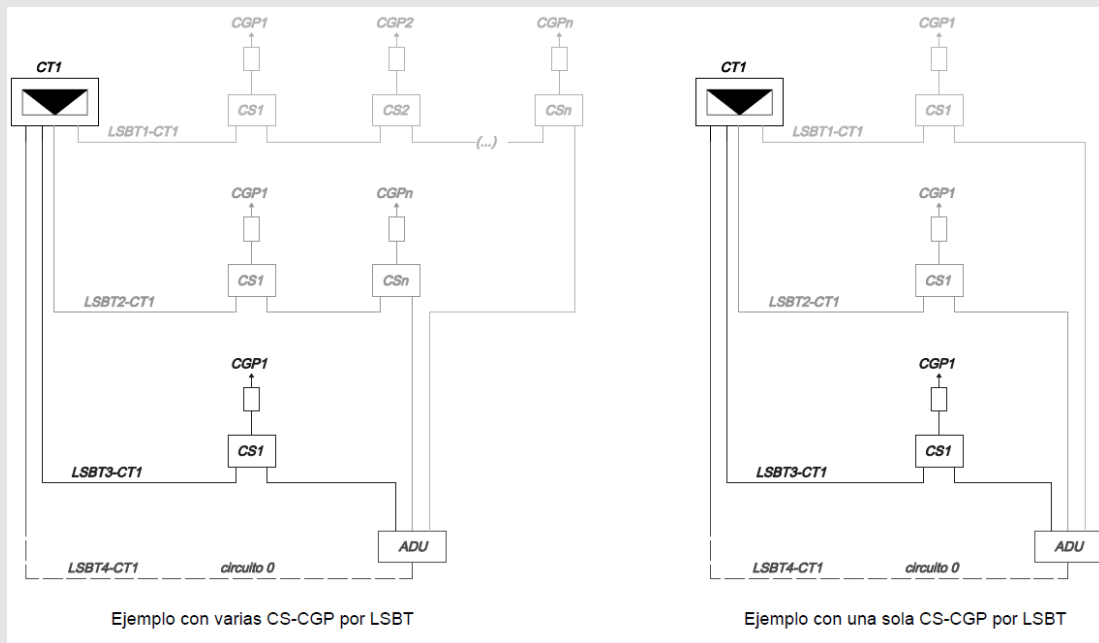 CGP1
CGP2
CGPn
CT1
CS1
CS2
CSn
LSBT1-CT1
(...)
CGP1
CGPn
CS1
CSn
LSBT2-CT1
CGP1
CS1
LSBT3-CT1
ADU
LSBT4-CT1
circuito 0
Ejemplo con varias CS-CGP por LSBT
CGP1
CT1
CS1
LSBT1-CT1
CGP1
CS1
LSBT2-CT1
CGP1
CS1
LSBT3-CT1
ADU
LSBT4-CT1
circuito 0
Ejemplo con una sola CS-CGP por LSBT